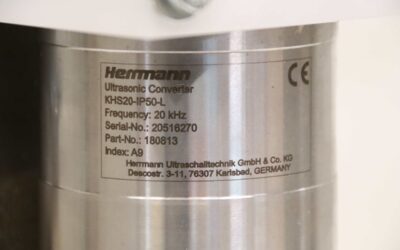 Herrmann
CE
Ultrasonic Converter
KHS20-IP50-L
Frequency: 20 kHz
Serial-No.: 20516270
Part-No.: 180813
Index: A9
Herrmann Ultraschalltechnik GmbH & Co. KG
Descostr. 3-11, 76307 Karlsbad, GERMANY